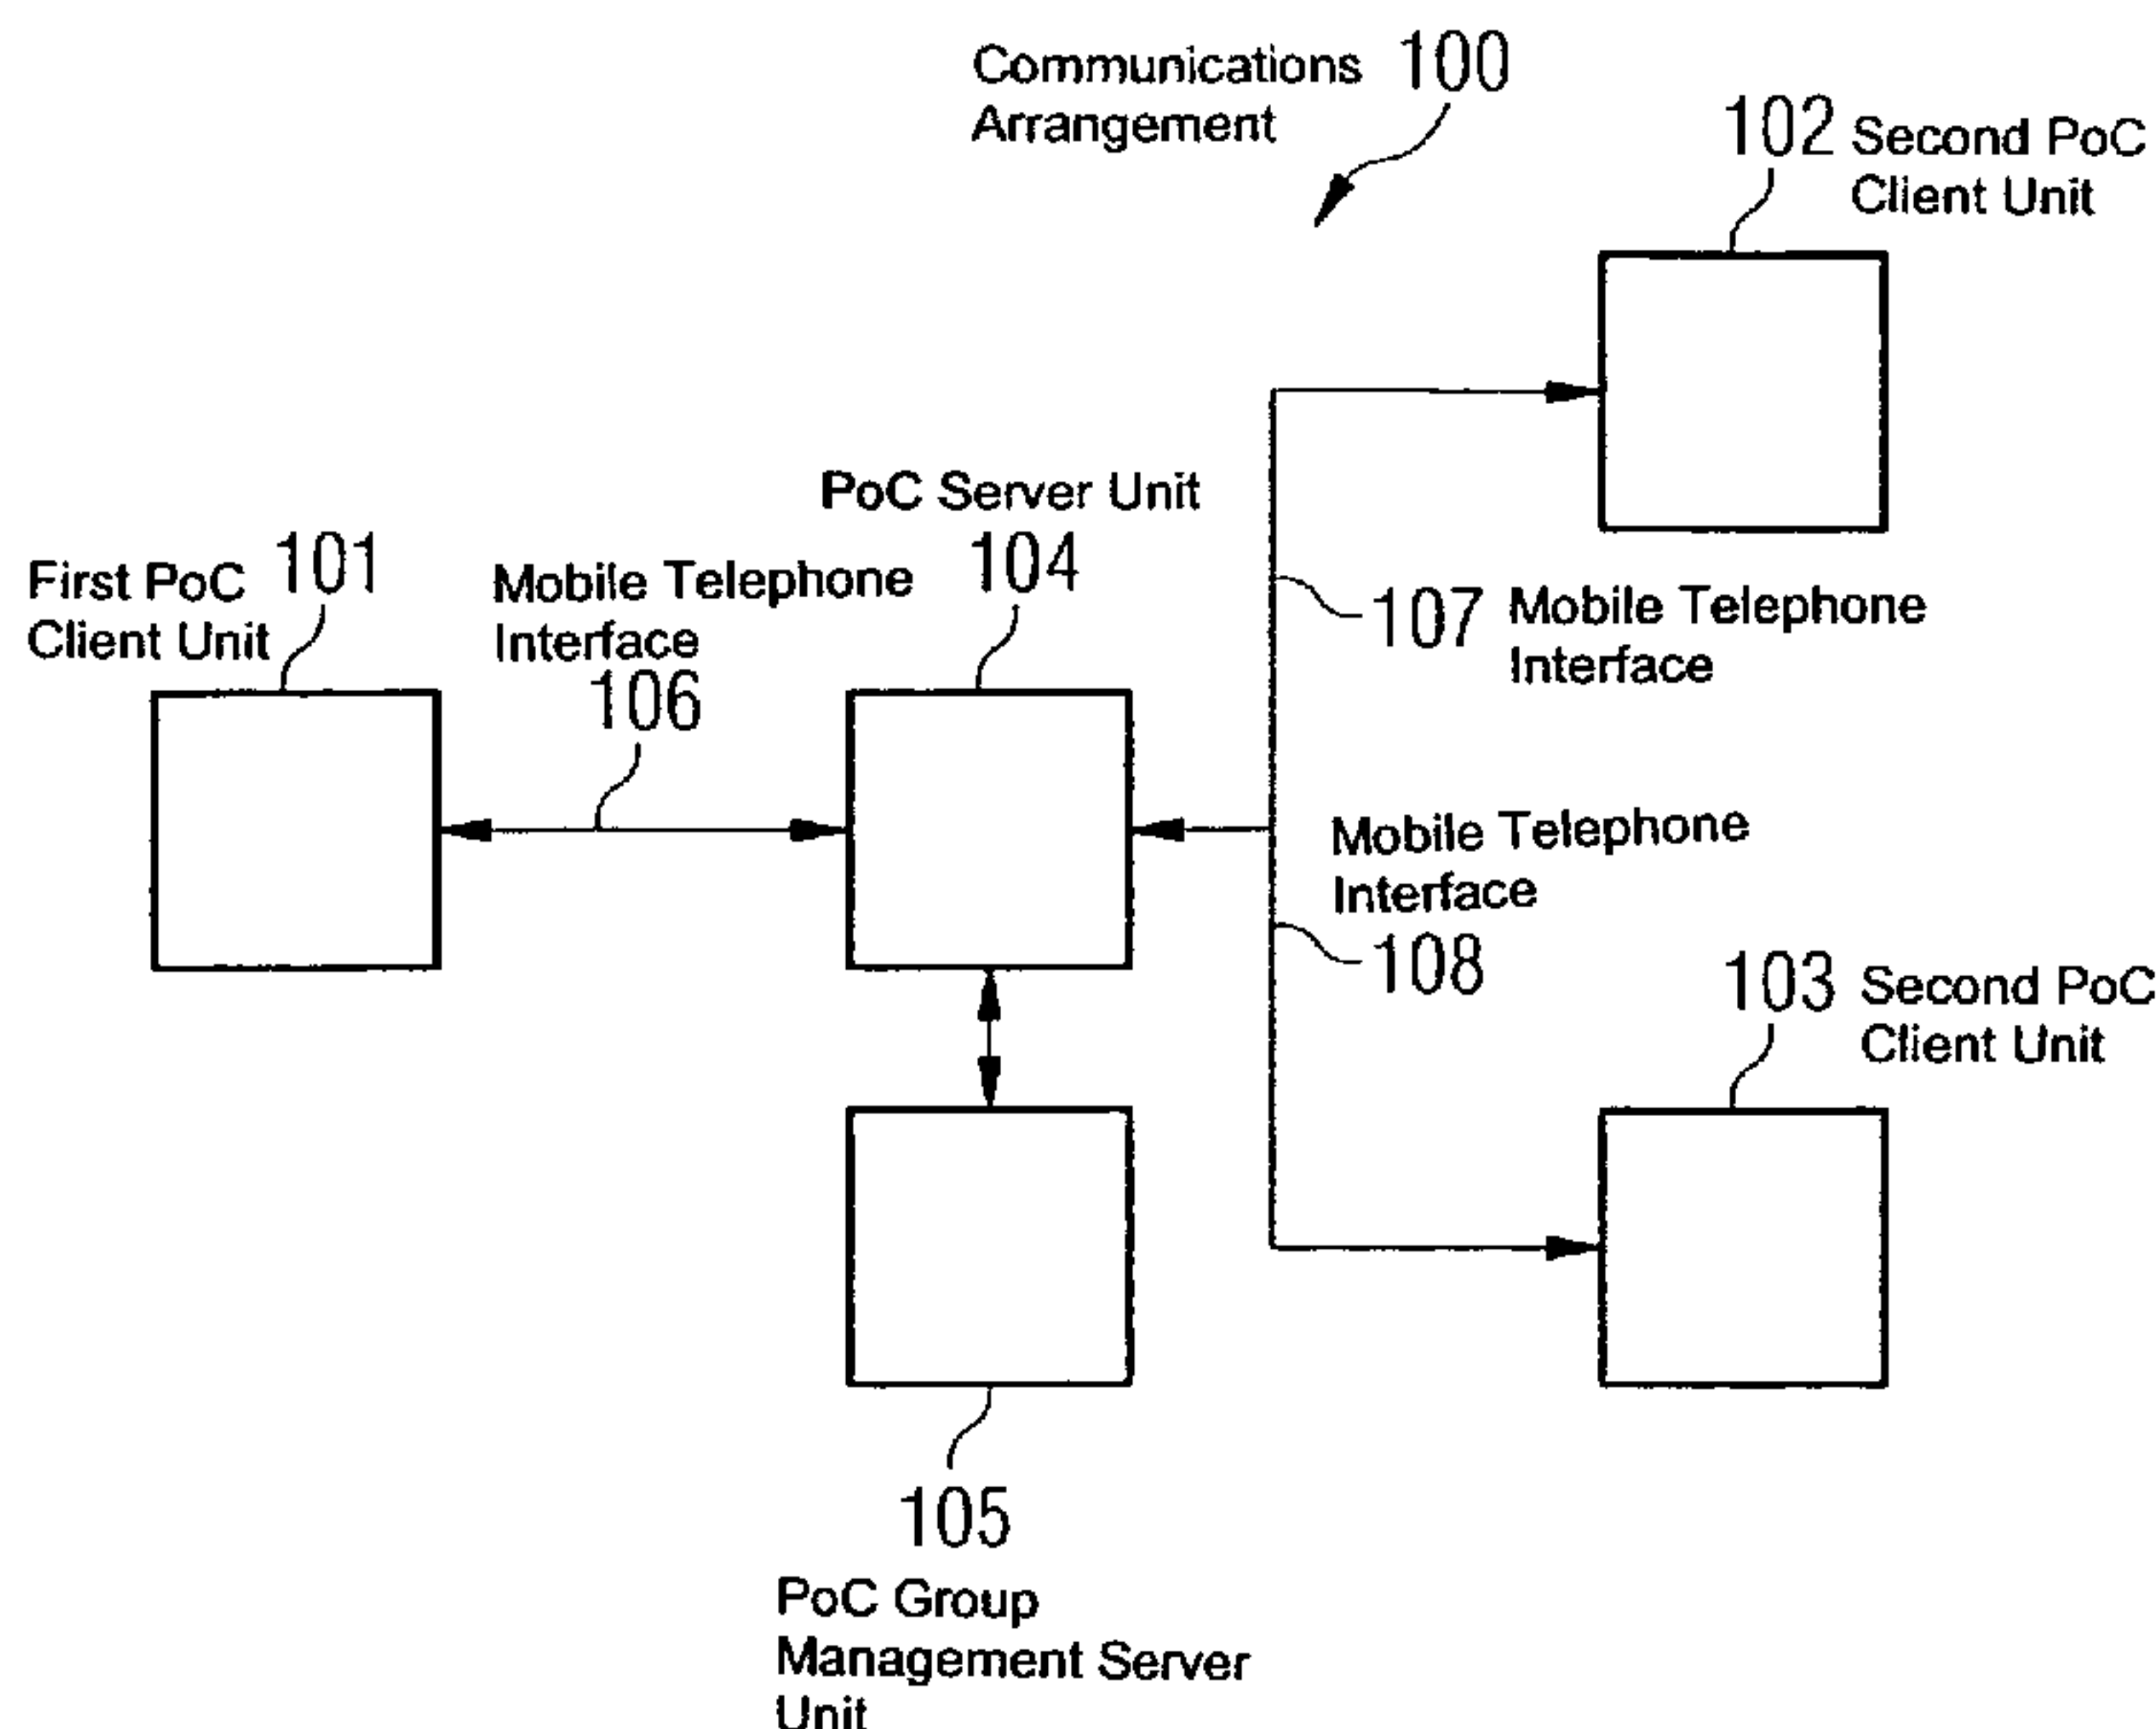 Communications 100
Arrangement
102 Second PoC
Client Unit
PoC Server Unit
104
First PoC 101
Client Unit
Mobile Telephone
Interface
106
107 Mobile Telephone
Interface
Mobile Telephone
Interface
108
103 Second PoC
Client Unit
105
PoC Group
Management Server
Unit